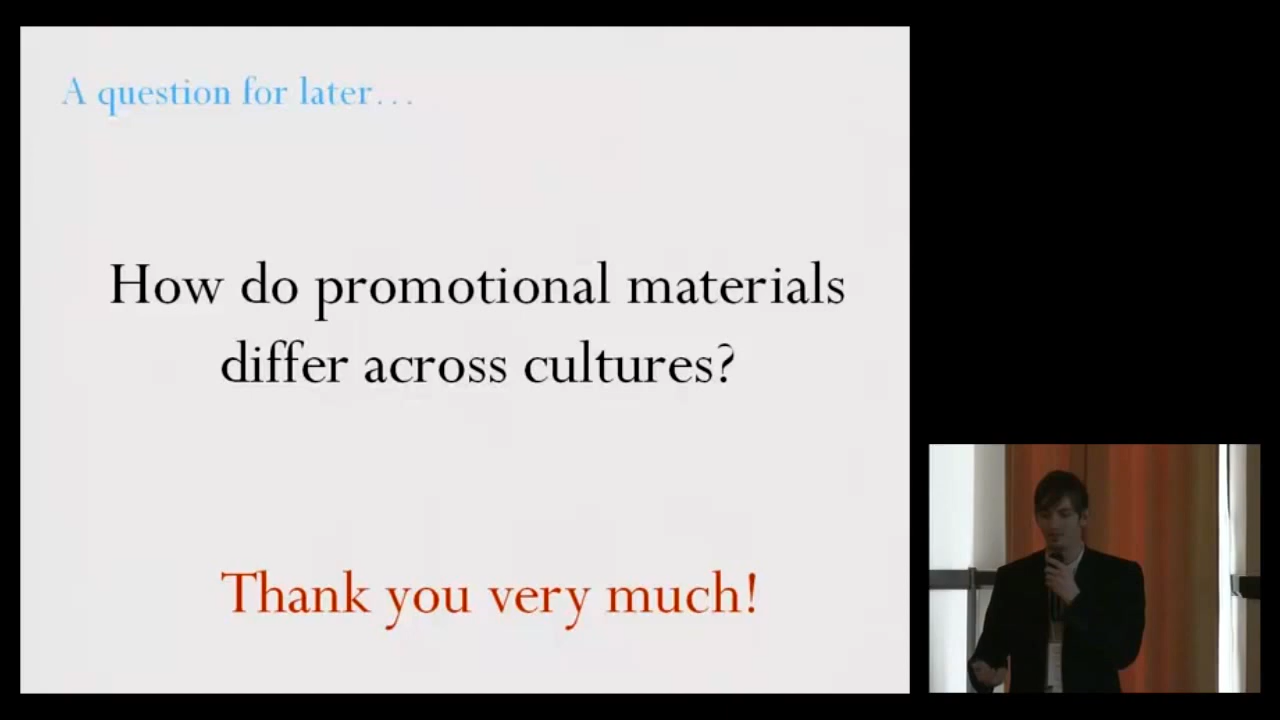 A question for later…
How do promotional materials
differ across cultures?
Thank you very much!